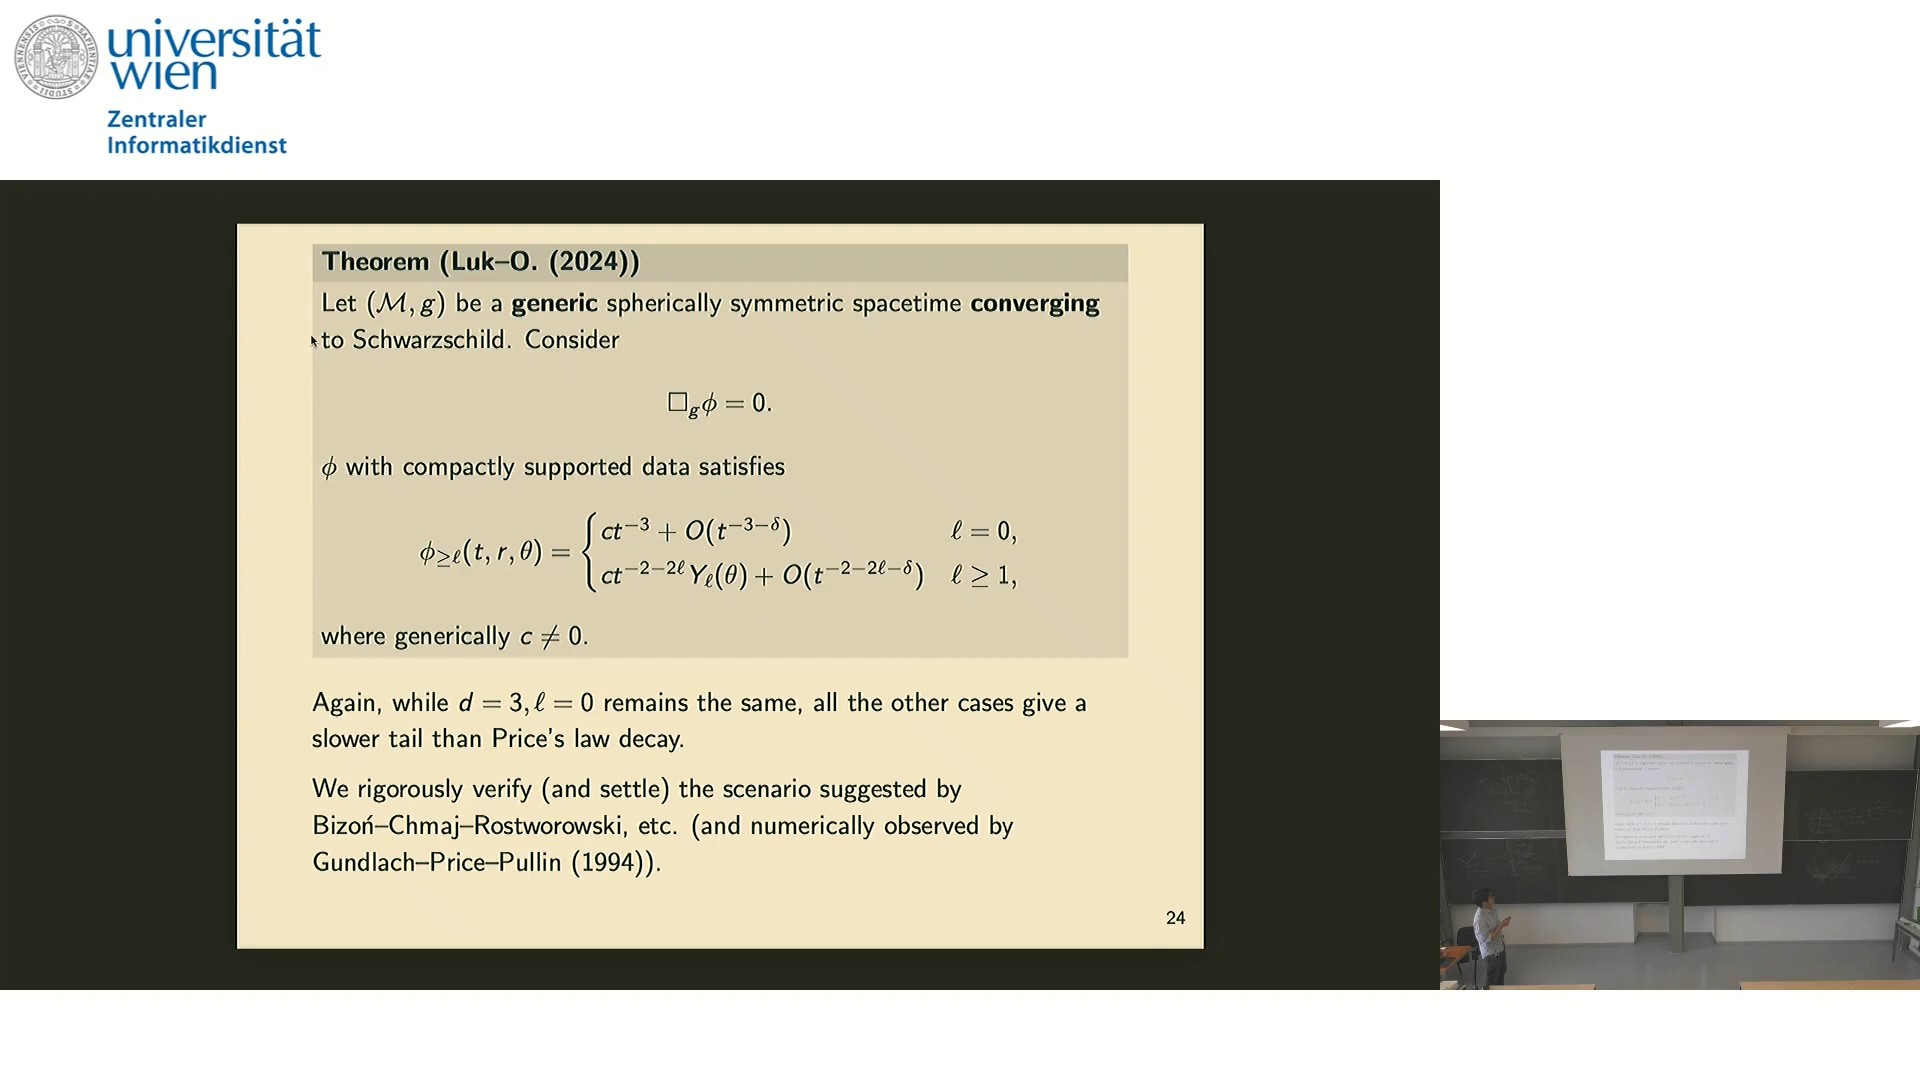 universität
wien
Zentraler
Informatikdienst
Theorem (Luk–O. (2024))
Let (ℳ, g) be a generic spherically symmetric spacetime converging
to Schwarzschild. Consider
□_g ϕ = 0.
ϕ with compactly supported data satisfies
ϕ_{≥ℓ}(t, r, θ) = { ct^{−3} + O(t^{−3−δ}) ℓ = 0,
ct^{−2−2ℓ} Y_ℓ(θ) + O(t^{−2−2ℓ−δ}) ℓ ≥ 1,
where generically c ≠ 0.
Again, while d = 3, ℓ = 0 remains the same, all the other cases give a
slower tail than Price's law decay.
We rigorously verify (and settle) the scenario suggested by
Bizoń–Chmaj–Rostworowski, etc. (and numerically observed by
Gundlach–Price–Pullin (1994)).
24